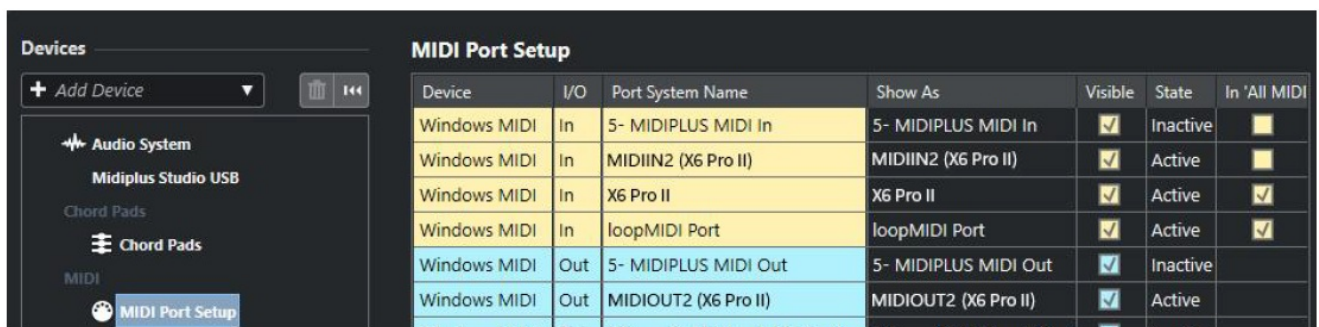 Devices
+ Add Device
Audio System
Midiplus Studio USB
Chord Pads
Chord Pads
MIDI
MIDI Port Setup
MIDI Port Setup
Device I/O Port System Name Show As Visible State In 'All MIDI
Windows MIDI In 5- MIDIPLUS MIDI In 5- MIDIPLUS MIDI In Inactive
Windows MIDI In MIDIIN2 (X6 Pro II) MIDIIN2 (X6 Pro II) Active
Windows MIDI In X6 Pro II X6 Pro II Active
Windows MIDI In loopMIDI Port loopMIDI Port Active
Windows MIDI Out 5- MIDIPLUS MIDI Out 5- MIDIPLUS MIDI Out Inactive
Windows MIDI Out MIDIOUT2 (X6 Pro II) MIDIOUT2 (X6 Pro II) Active